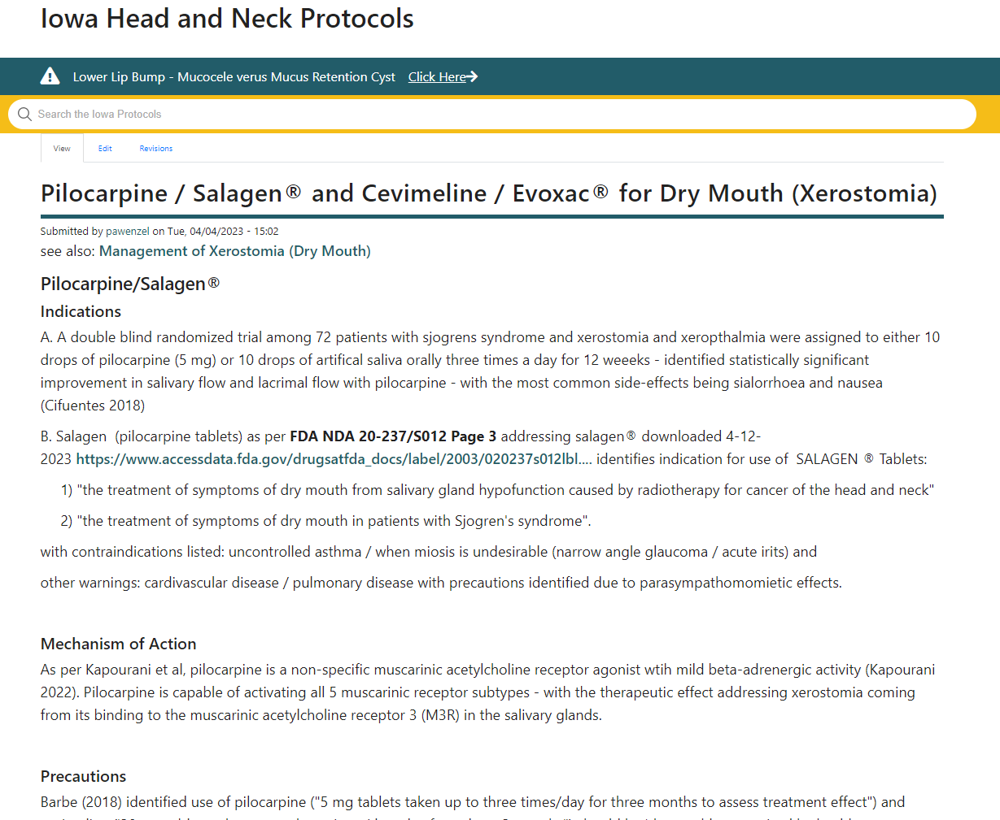 Iowa Head and Neck Protocols
Lower Lip Bump - Mucocele verus Mucus Retention Cyst Click Here
Search the Iowa Protocols
View Edit Revisions
Pilocarpine / Salagen® and Cevimeline / Evoxac® for Dry Mouth (Xerostomia)
Submitted by pawenzel on Tue, 04/04/2023 - 15:02
see also: Management of Xerostomia (Dry Mouth)
Pilocarpine/Salagen®
Indications
A. A double blind randomized trial among 72 patients with sjogrens syndrome and xerostomia and xeropthalmia were assigned to either 10
drops of pilocarpine (5 mg) or 10 drops of artifical saliva orally three times a day for 12 weeeks - identified statistically significant
improvement in salivary flow and lacrimal flow with pilocarpine - with the most common side-effects being sialorrhoea and nausea
(Cifuentes 2018)
B. Salagen (pilocarpine tablets) as per FDA NDA 20-237/S012 Page 3 addressing salagen® downloaded 4-12-
2023 https://www.accessdata.fda.gov/drugsatfda_docs/label/2003/020237s012lbl.... identifies indication for use of SALAGEN ® Tablets:
1) "the treatment of symptoms of dry mouth from salivary gland hypofunction caused by radiotherapy for cancer of the head and neck"
2) "the treatment of symptoms of dry mouth in patients with Sjogren's syndrome".
with contraindications listed: uncontrolled asthma / when miosis is undesirable (narrow angle glaucoma / acute irits) and
other warnings: cardivascular disease / pulmonary disease with precautions identified due to parasympathomomietic effects.
Mechanism of Action
As per Kapourani et al, pilocarpine is a non-specific muscarinic acetylcholine receptor agonist wtih mild beta-adrenergic activity (Kapourani
2022). Pilocarpine is capable of activating all 5 muscarinic receptor subtypes - with the therapeutic effect addressing xerostomia coming
from its binding to the muscarinic acetylcholine receptor 3 (M3R) in the salivary glands.
Precautions
Barbe (2018) identified use of pilocarpine ("5 mg tablets taken up to three times/day for three months to assess treatment effect") and